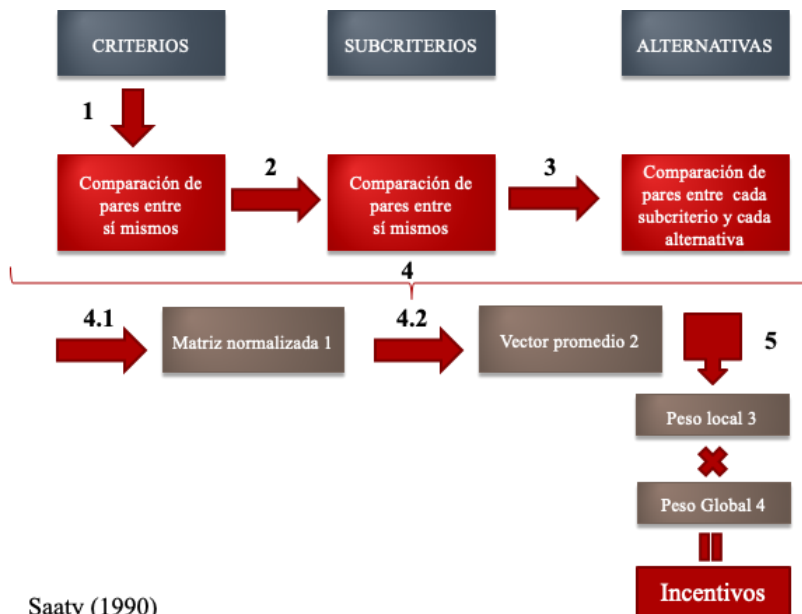 CRITERIOS
SUBCRITERIOS
ALTERNATIVAS
1
Comparación de
pares entre
sí mismos
2
Comparación de
pares entre
sí mismos
3
Comparación de
pares entre cada
subcriterio y cada
alternativa
4
4.1
Matriz normalizada 1
4.2
Vector promedio 2
5
Peso local 3
Peso Global 4
Incentivos
Saaty (1990)